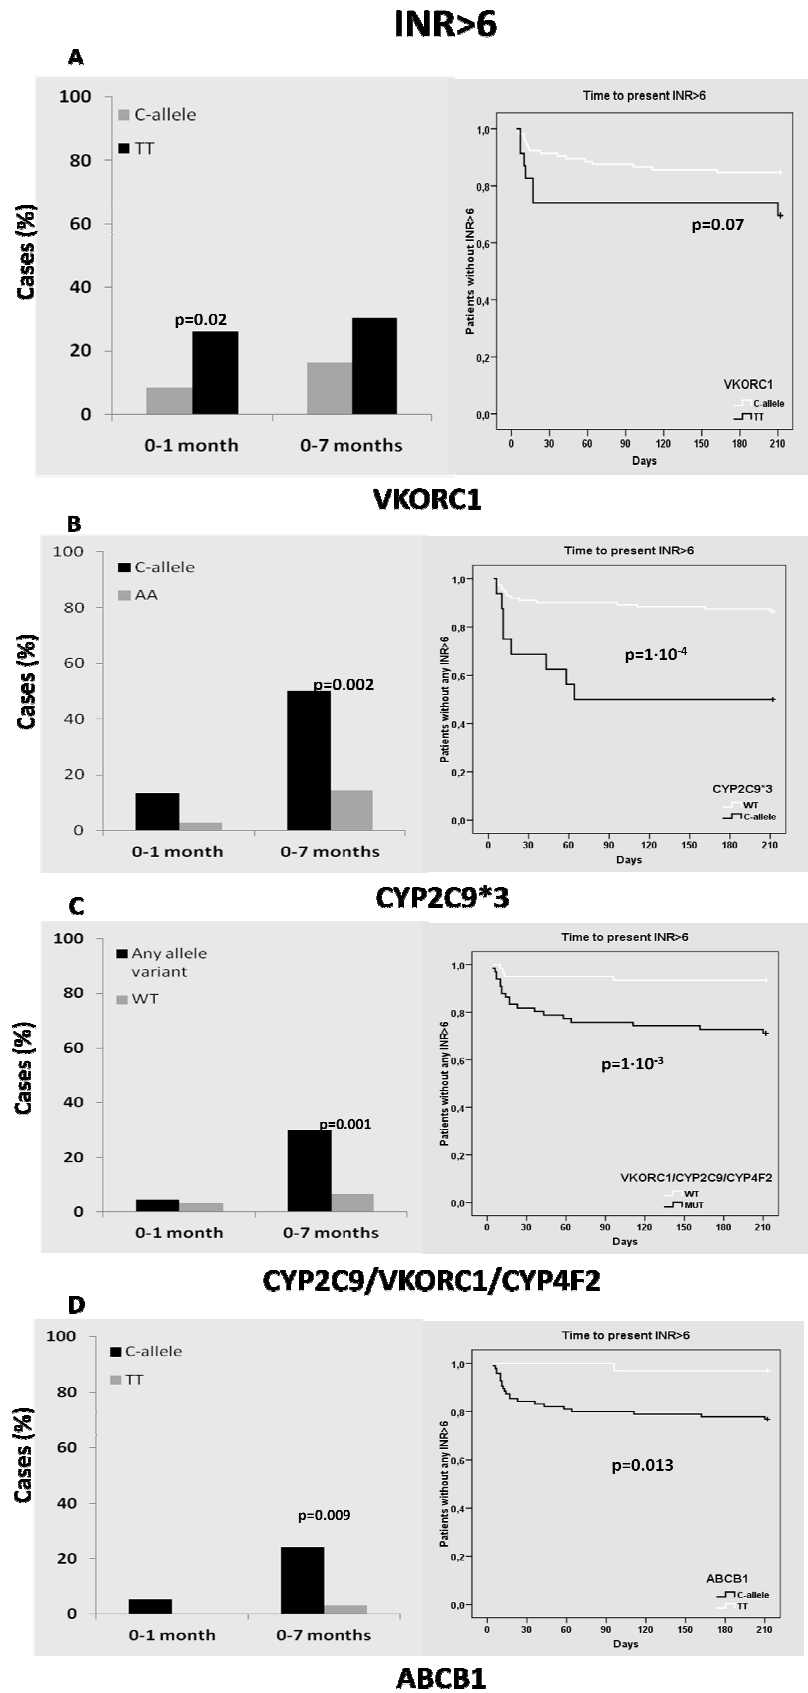 INR>6
A
100
80
60
40
20
0
Cases (%)
C-allele
TT
p=0.02
0-1 month
0-7 months
Time to present INR>6
Patients without INR>6
1,0
0,8
0,6
0,4
0,2
0,0
p=0.07
VKORC1
C-allele
TT
0 30 60 90 120 150 180 210
Days
VKORC1
B
100
80
60
40
20
0
Cases (%)
C-allele
AA
p=0.002
0-1 month
0-7 months
Time to present INR>6
Patients without any INR>6
1,0
0,8
0,6
0,4
0,2
0,0
p=1·10-4
CYP2C9*3
WT
C-allele
0 30 60 90 120 150 180 210
Days
CYP2C9*3
C
100
80
60
40
20
0
Cases (%)
Any allele
variant
WT
p=0.001
0-1 month
0-7 months
Time to present INR>6
Patients without any INR>6
1,0
0,8
0,6
0,4
0,2
0,0
p=1·10-3
VKORC1/CYP2C9/CYP4F2
WT
MUT
0 30 60 90 120 150 180 210
Days
CYP2C9/VKORC1/CYP4F2
D
100
80
60
40
20
0
Cases (%)
C-allele
TT
p=0.009
0-1 month
0-7 months
Time to present INR>6
Patients without any INR>6
1,0
0,8
0,6
0,4
0,2
0,0
p=0.013
ABCB1
C-allele
TT
0 30 60 90 120 150 180 210
Days
ABCB1